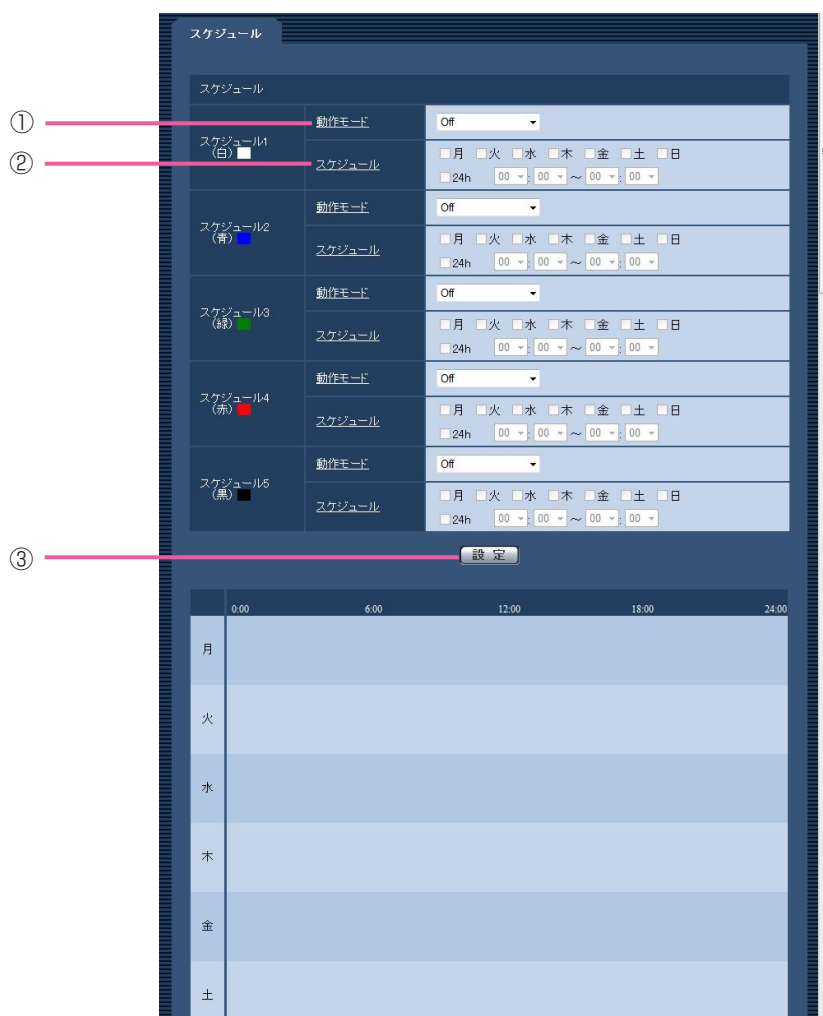 スケジュール
スケジュール
① 動作モード Off
スケジュール1
(白)
② スケジュール 月 火 水 木 金 土 日
24h 00 : 00 ～ 00 : 00
動作モード Off
スケジュール2
(青)
スケジュール 月 火 水 木 金 土 日
24h 00 : 00 ～ 00 : 00
動作モード Off
スケジュール3
(緑)
スケジュール 月 火 水 木 金 土 日
24h 00 : 00 ～ 00 : 00
動作モード Off
スケジュール4
(赤)
スケジュール 月 火 水 木 金 土 日
24h 00 : 00 ～ 00 : 00
動作モード Off
スケジュール5
(黒)
スケジュール 月 火 水 木 金 土 日
24h 00 : 00 ～ 00 : 00
③ 設 定
0:00 6:00 12:00 18:00 24:00
月
火
水
木
金
土